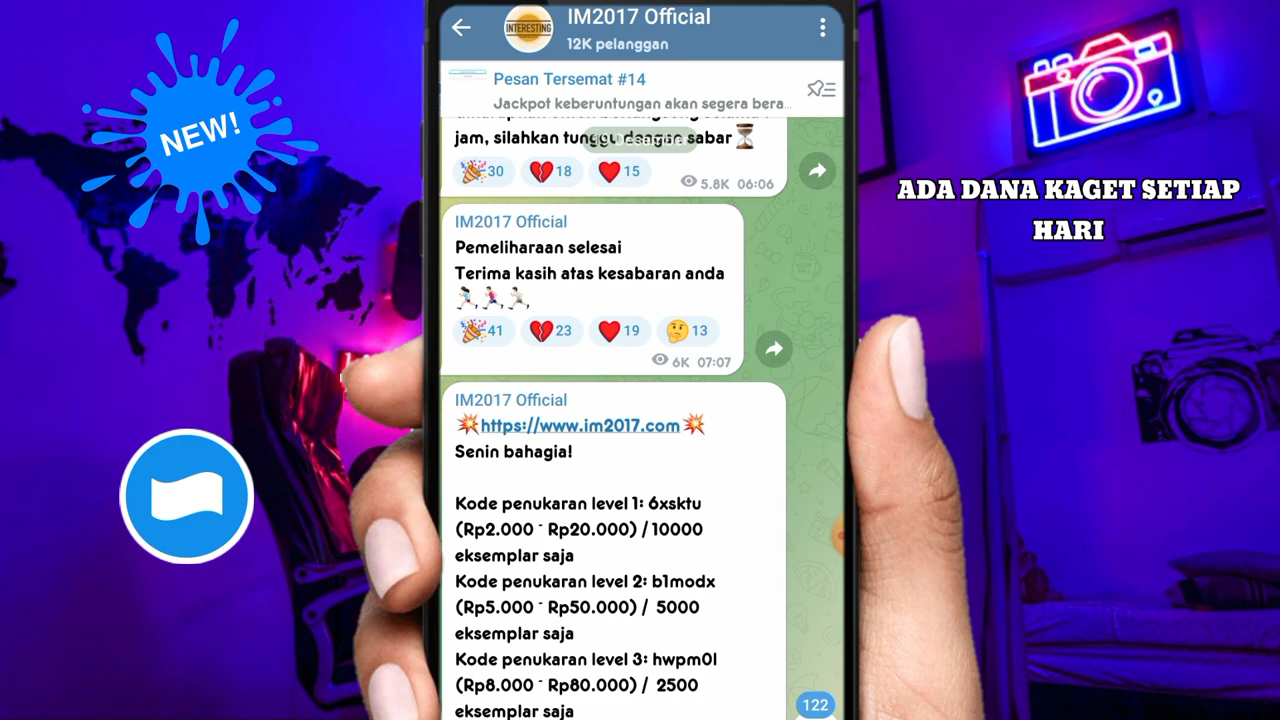 NEW!
ADA DANA KAGET SETIAP
HARI
INTERESTING
IM2017 Official
12K pelanggan
Pesan Tersemat #14
Jackpot keberuntungan akan segera bera...
jam, silahkan tunggu dengan sabar ⏳
🎉30 💔18 ❤️15
5.8K 06:06
IM2017 Official
Pemeliharaan selesai
Terima kasih atas kesabaran anda
🏃🏃🏃
🎉41 💔23 ❤️19 🤔13
6K 07:07
IM2017 Official
💥https://www.im2017.com💥
Senin bahagia!
Kode penukaran level 1: 6xsktu
(Rp2.000 - Rp20.000) / 10000
eksemplar saja
Kode penukaran level 2: b1modx
(Rp5.000 - Rp50.000) / 5000
eksemplar saja
Kode penukaran level 3: hwpm0l
(Rp8.000 - Rp80.000) / 2500
eksemplar saja
122